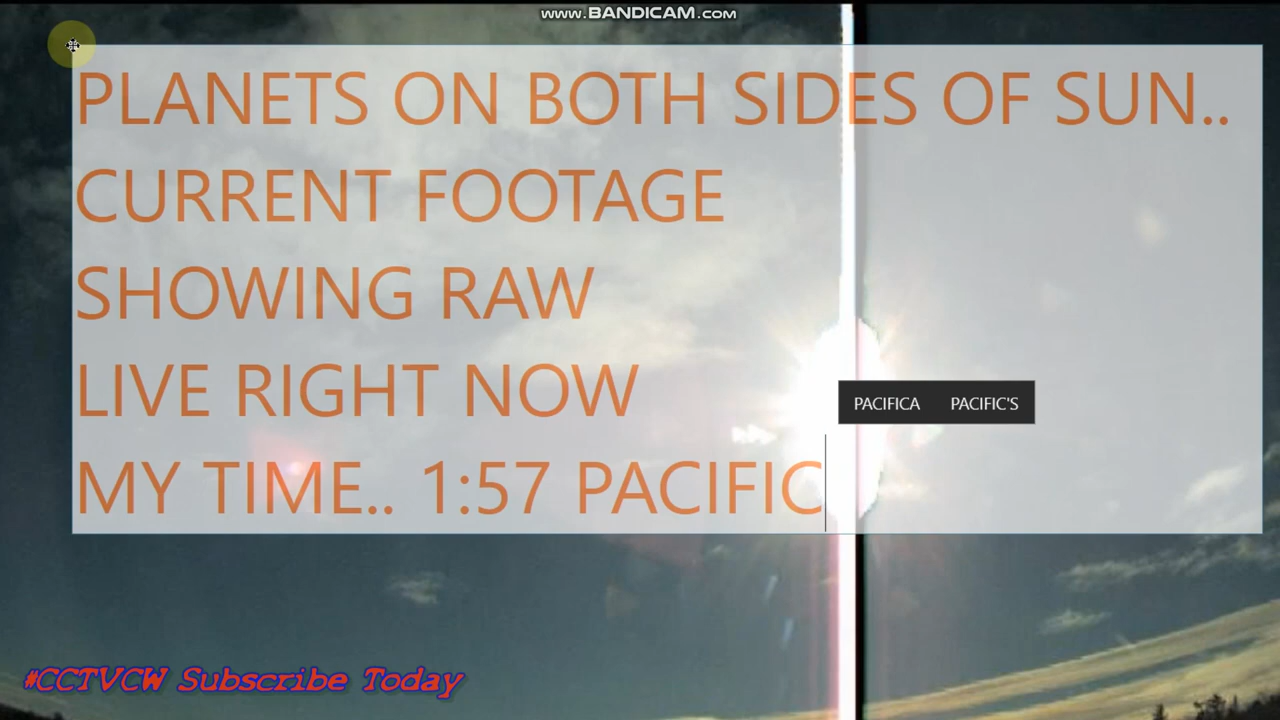 www.BANDICAM.com
PLANETS ON BOTH SIDES OF SUN..
CURRENT FOOTAGE
SHOWING RAW
LIVE RIGHT NOW
PACIFICA PACIFIC'S
MY TIME.. 1:57 PACIFIC
#CCTVCW Subscribe Today